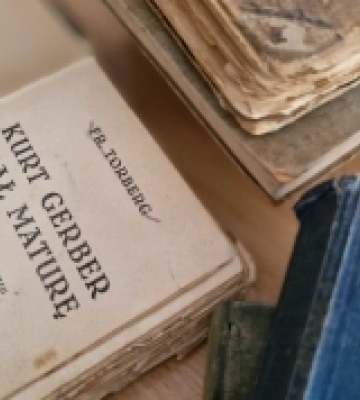 FR. TORBERG
KURT GERBER
MATURĘ